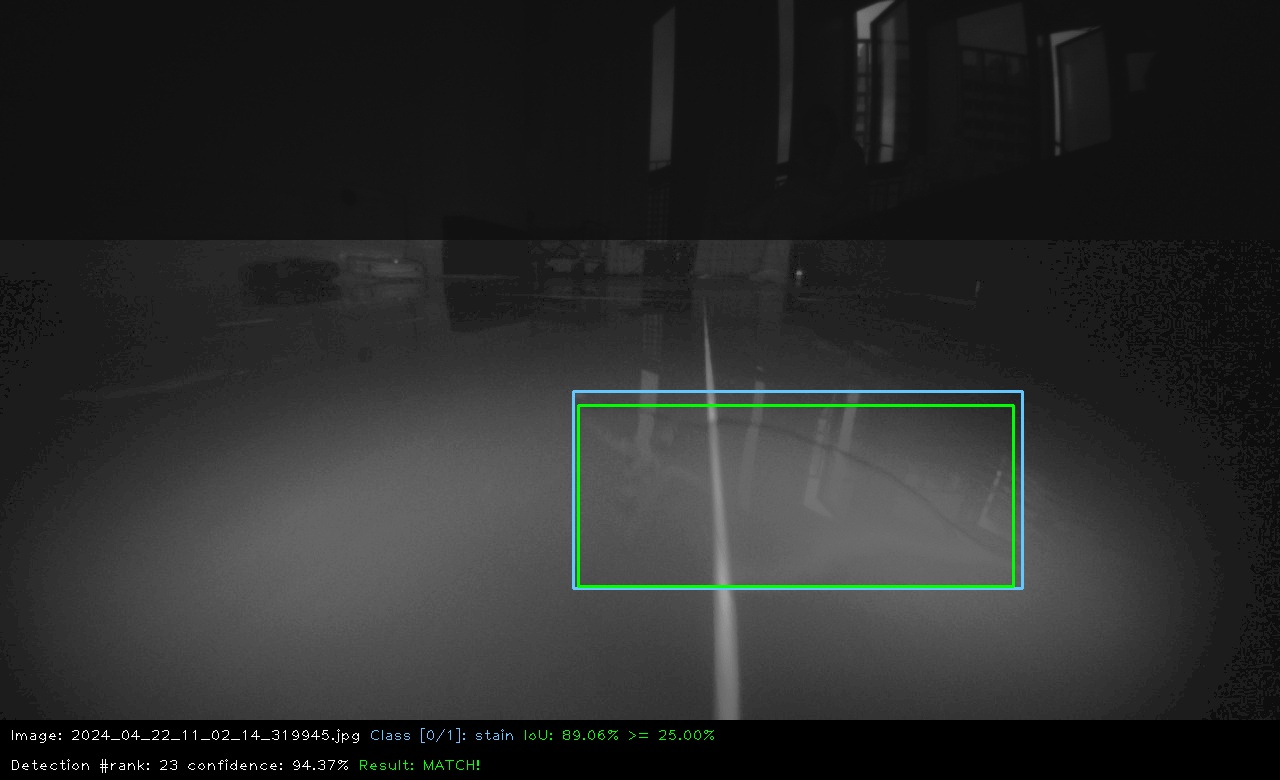 Image: 2024_04_22_11_02_14_319945.jpg Class [0/1]: stain IoU: 89.06% >= 25.00%
Detection #rank: 23 confidence: 94.37% Result: MATCH!